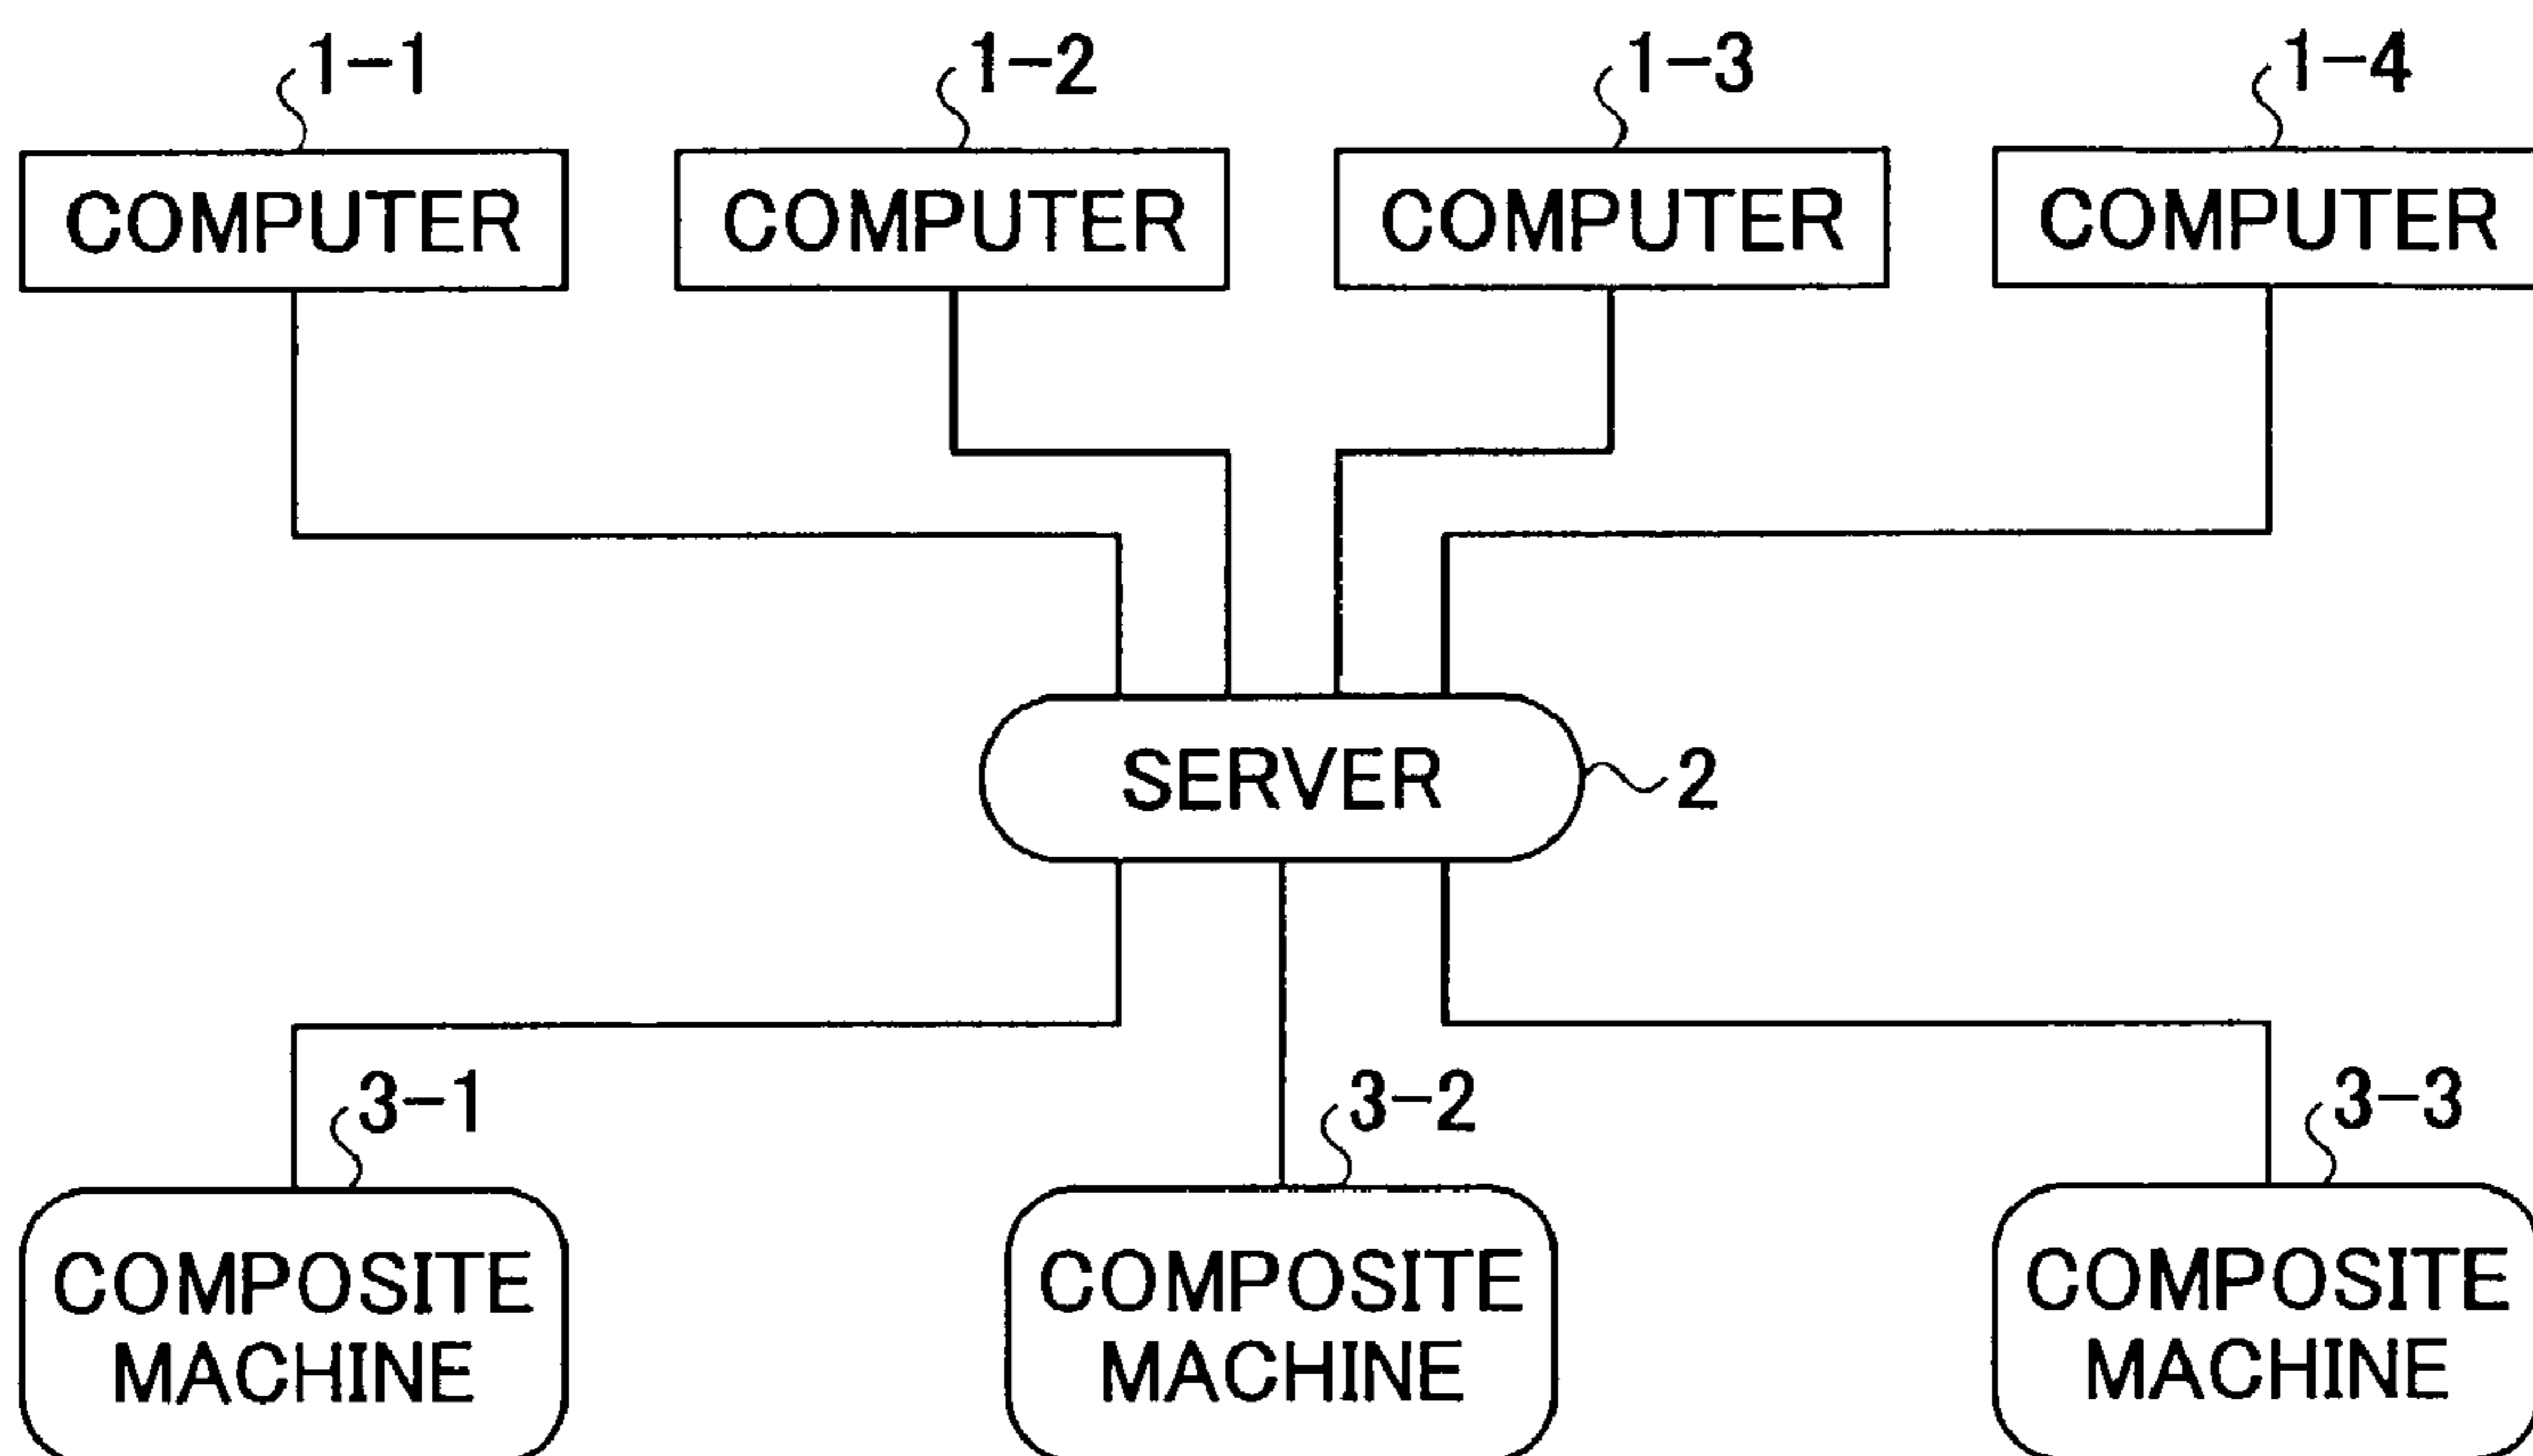 1-1
1-2
1-3
1-4
COMPUTER
COMPUTER
COMPUTER
COMPUTER
SERVER
2
3-1
3-2
3-3
COMPOSITE
MACHINE
COMPOSITE
MACHINE
COMPOSITE
MACHINE